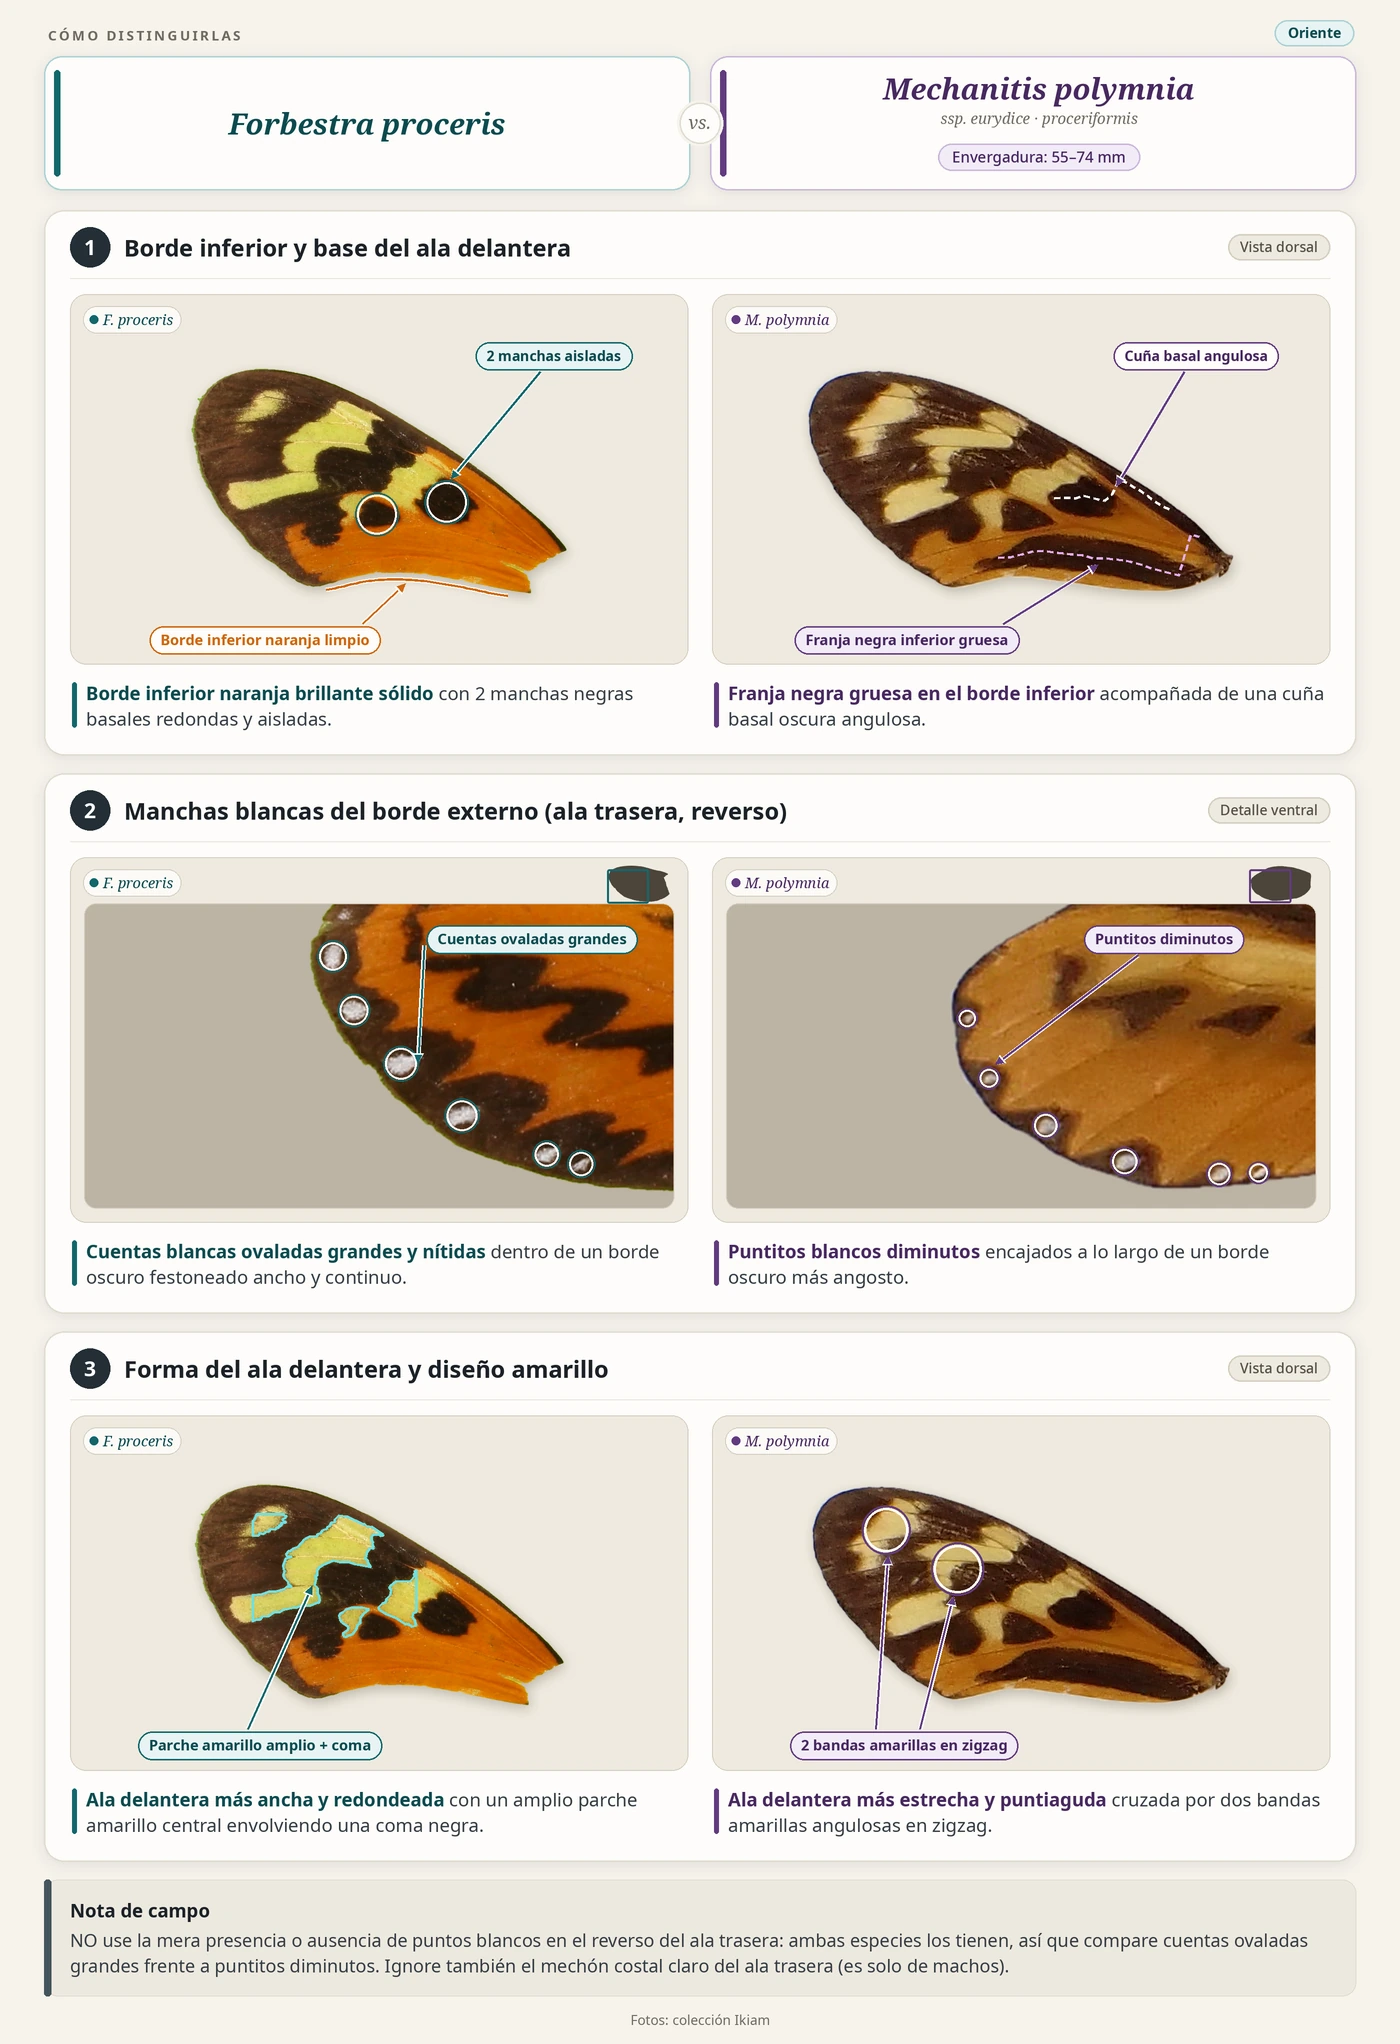 CÓMO DISTINGUIRLAS
Oriente
Forbestra proceris
vs.
Mechanitis polymnia
ssp. eurydice · proceriformis
Envergadura: 55–74 mm
1 Borde inferior y base del ala delantera
Vista dorsal
F. proceris
2 manchas aisladas
Borde inferior naranja limpio
M. polymnia
Cuña basal angulosa
Franja negra inferior gruesa
Borde inferior naranja brillante sólido con 2 manchas negras
basales redondas y aisladas.
Franja negra gruesa en el borde inferior acompañada de una cuña
basal oscura angulosa.
2 Manchas blancas del borde externo (ala trasera, reverso)
Detalle ventral
F. proceris
Cuentas ovaladas grandes
M. polymnia
Puntitos diminutos
Cuentas blancas ovaladas grandes y nítidas dentro de un borde
oscuro festoneado ancho y continuo.
Puntitos blancos diminutos encajados a lo largo de un borde
oscuro más angosto.
3 Forma del ala delantera y diseño amarillo
Vista dorsal
F. proceris
Parche amarillo amplio + coma
M. polymnia
2 bandas amarillas en zigzag
Ala delantera más ancha y redondeada con un amplio parche
amarillo central envolviendo una coma negra.
Ala delantera más estrecha y puntiaguda cruzada por dos bandas
amarillas angulosas en zigzag.
Nota de campo
NO use la mera presencia o ausencia de puntos blancos en el reverso del ala trasera: ambas especies los tienen, así que compare cuentas ovaladas
grandes frente a puntitos diminutos. Ignore también el mechón costal claro del ala trasera (es solo de machos).
Fotos: colección Ikiam